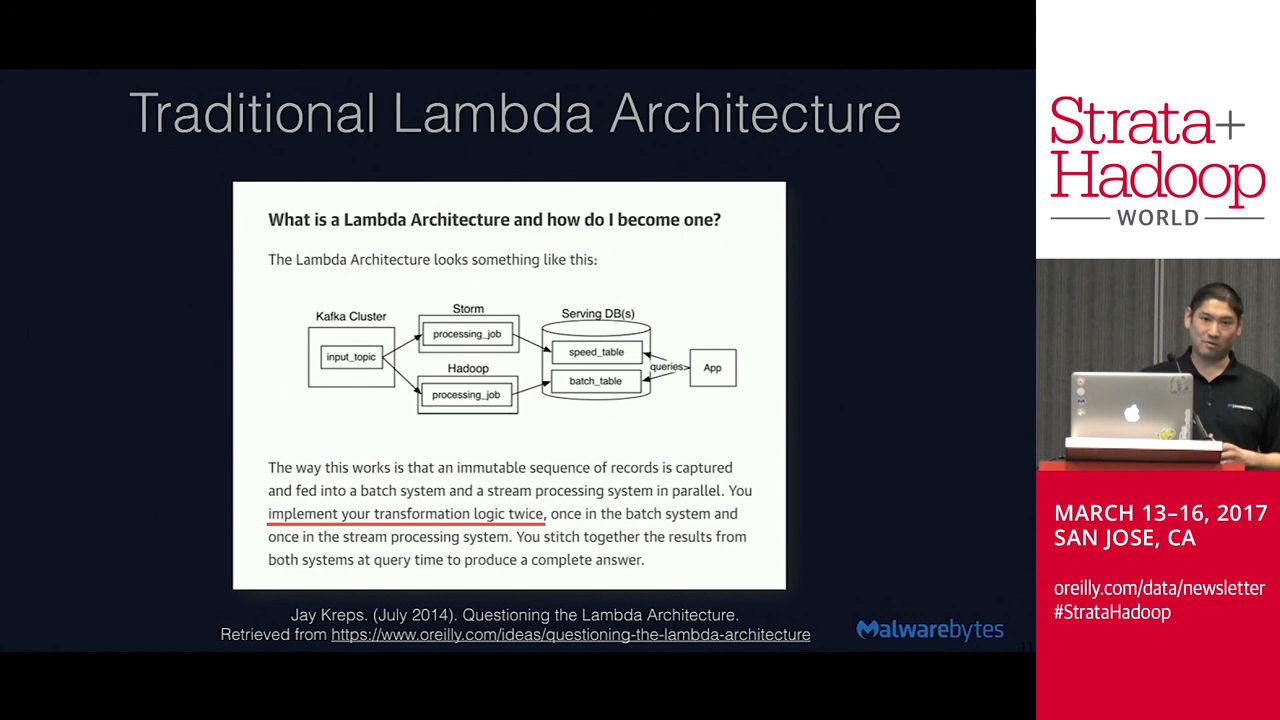 Traditional Lambda Architecture
What is a Lambda Architecture and how do I become one?
The Lambda Architecture looks something like this:
Kafka Cluster
input_topic
Storm
processing_job
Hadoop
processing_job
Serving DB(s)
speed_table
batch_table
queries
App
The way this works is that an immutable sequence of records is captured
and fed into a batch system and a stream processing system in parallel. You
implement your transformation logic twice, once in the batch system and
once in the stream processing system. You stitch together the results from
both systems at query time to produce a complete answer.
Jay Kreps. (July 2014). Questioning the Lambda Architecture.
Retrieved from https://www.oreilly.com/ideas/questioning-the-lambda-architecture
Malwarebytes
11
Strata+
Hadoop
WORLD
MARCH 13–16, 2017
SAN JOSE, CA
oreilly.com/data/newsletter
#StrataHadoop